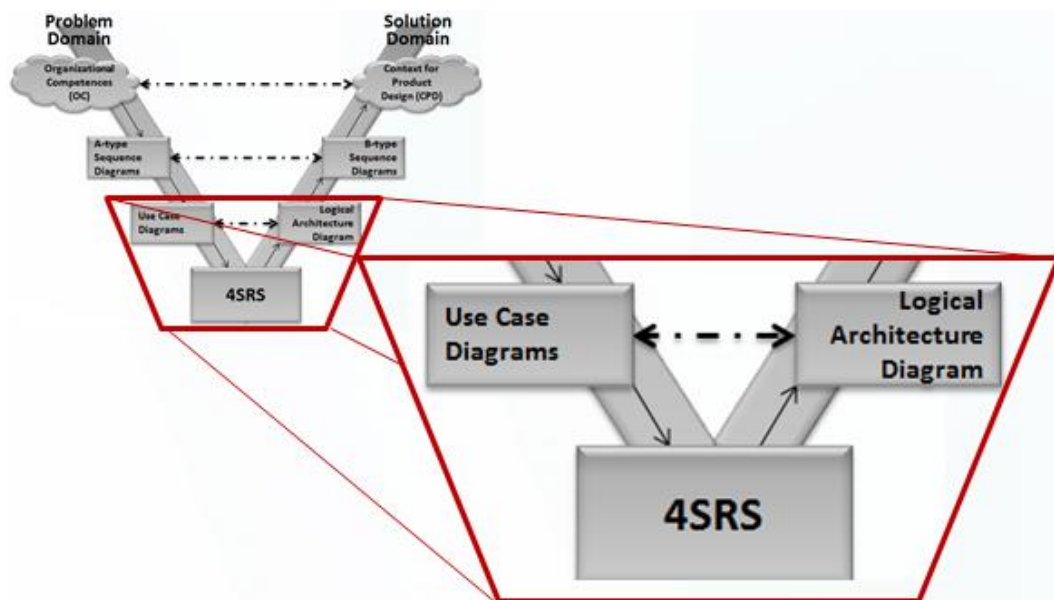 Problem
Domain
Solution
Domain
Organizational
Competences
(OC)
Context for
Product
Design (CPD)
A-type
Sequence
Diagrams
B-type
Sequence
Diagrams
Use Case
Diagrams
Logical
Architecture
Diagram
4SRS
Use Case
Diagrams
Logical
Architecture
Diagram
4SRS